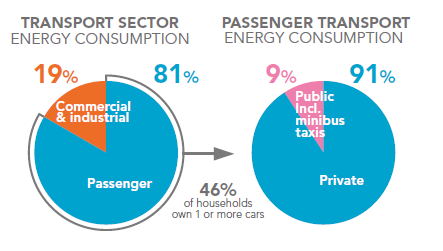 TRANSPORT SECTOR
ENERGY CONSUMPTION
19%
81%
Commercial
& industrial
Passenger
46%
of households
own 1 or more cars
PASSENGER TRANSPORT
ENERGY CONSUMPTION
9%
91%
Public
Incl.
minibus
taxis
Private